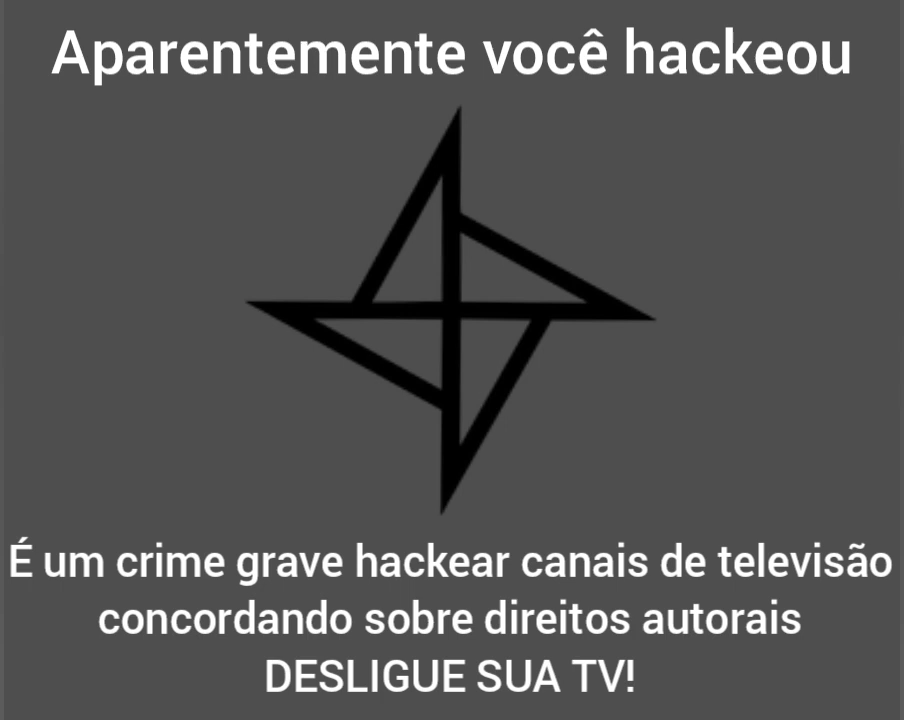 Aparentemente você hackeou
É um crime grave hackear canais de televisão
concordando sobre direitos autorais
DESLIGUE SUA TV!